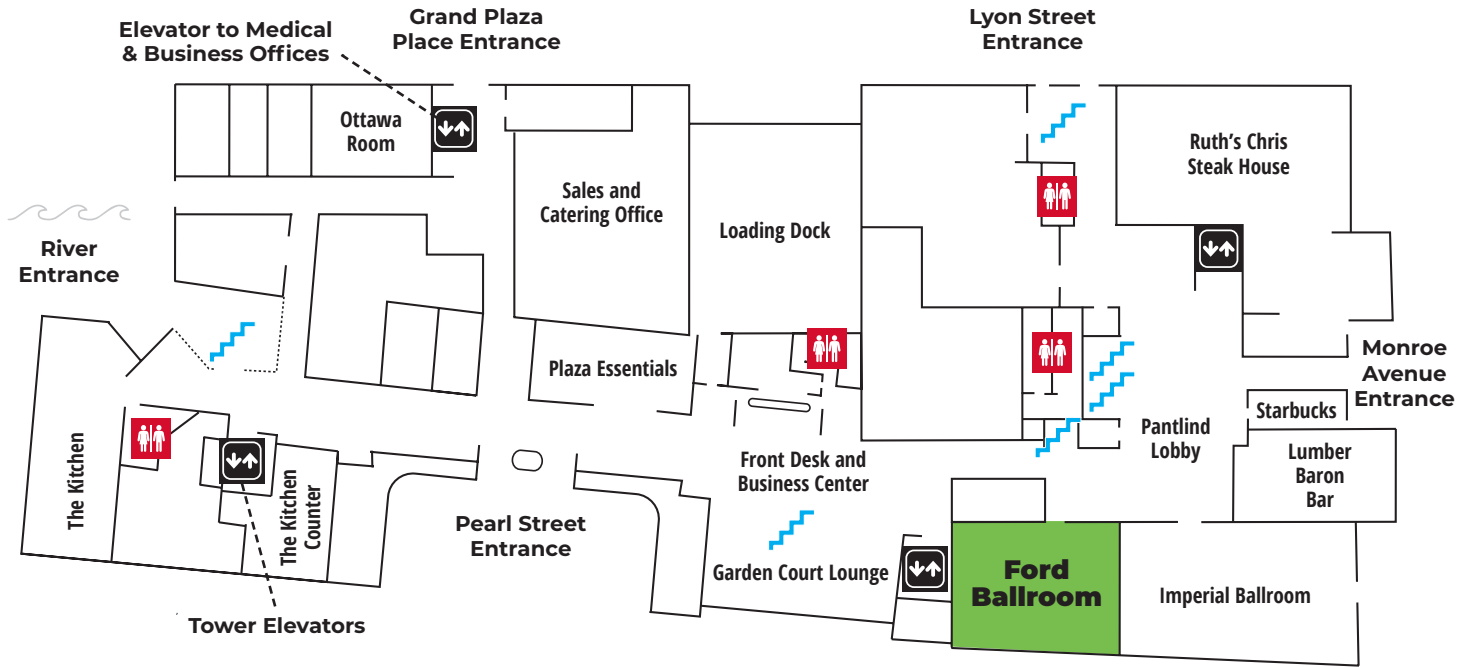 Elevator to Medical
& Business Offices
Grand Plaza
Place Entrance
Lyon Street
Entrance
Ottawa
Room
Sales and
Catering Office
Loading Dock
Ruth's Chris
Steak House
River
Entrance
Plaza Essentials
Monroe
Avenue
Entrance
Starbucks
Pantlind
Lobby
Lumber
Baron
Bar
The Kitchen
The Kitchen
Counter
Front Desk and
Business Center
Pearl Street
Entrance
Garden Court Lounge
Ford
Ballroom
Imperial Ballroom
Tower Elevators